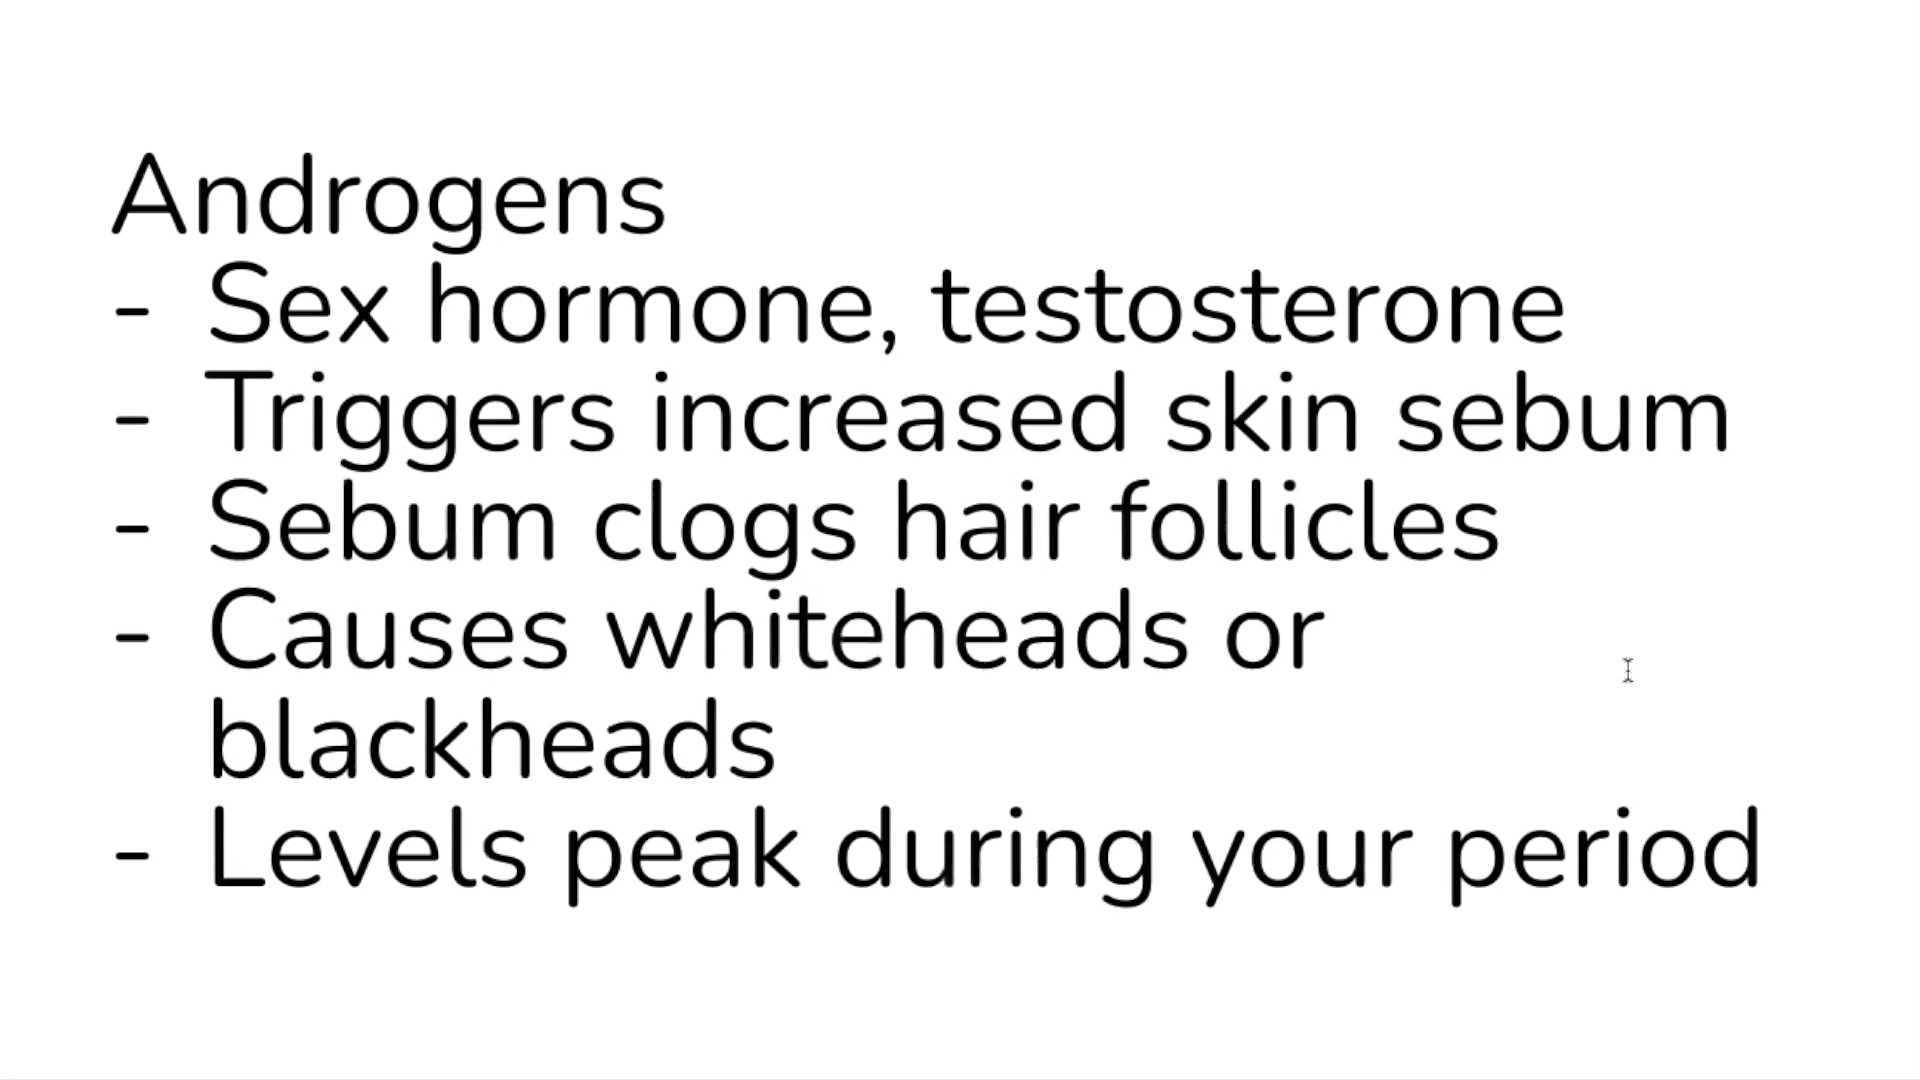 Androgens
- Sex hormone, testosterone
- Triggers increased skin sebum
- Sebum clogs hair follicles
- Causes whiteheads or
blackheads
- Levels peak during your period